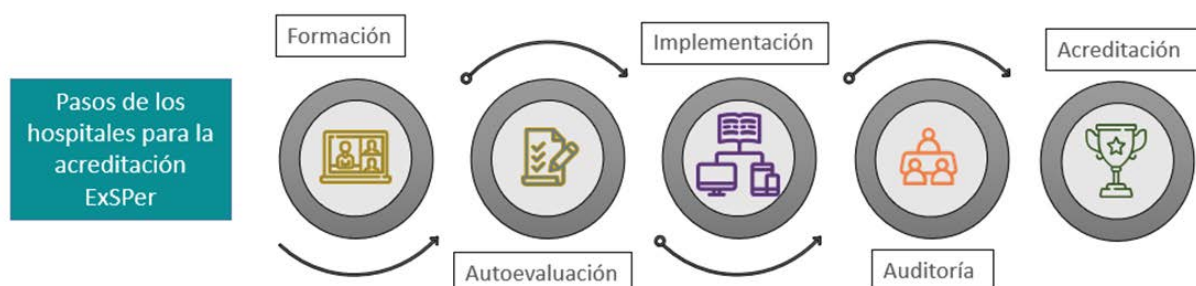 Pasos de los
hospitales para la
acreditación
ExSPer
Formación
Autoevaluación
Implementación
Auditoría
Acreditación